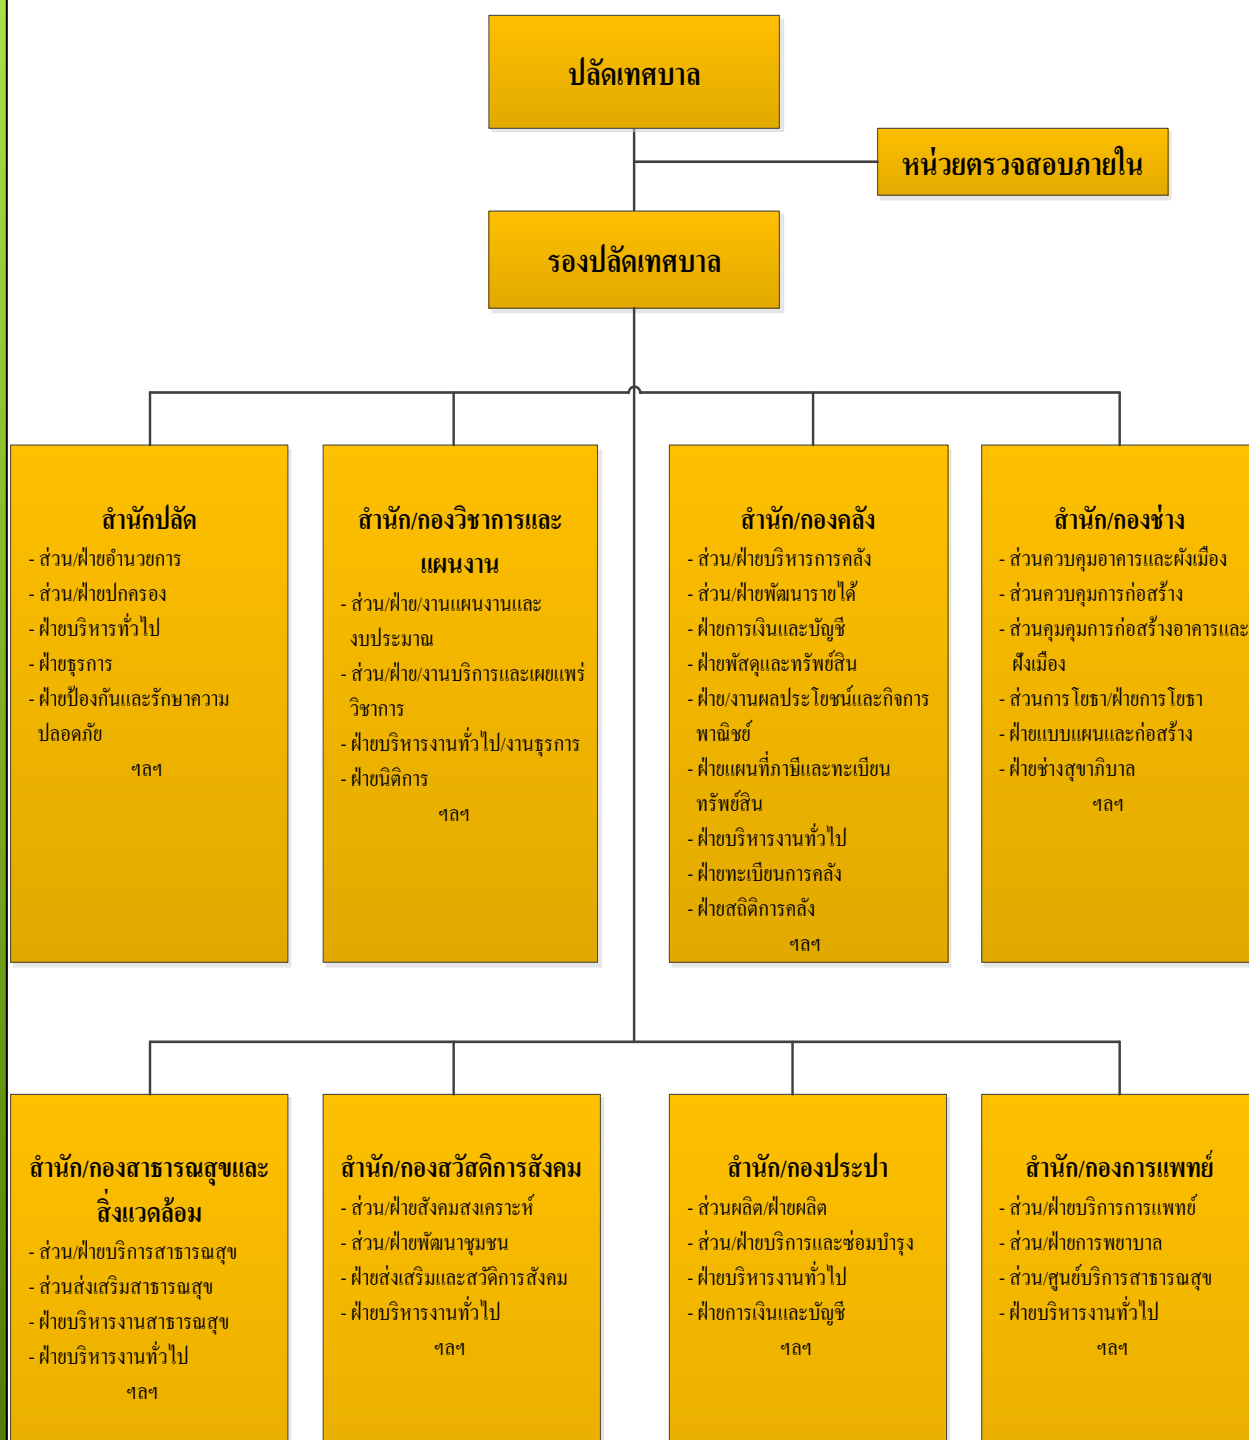 ปลัดเทศบาล
หน่วยตรวจสอบภายใน
รองปลัดเทศบาล
สำนักปลัด
- ส่วน/ฝ่ายอำนวยการ
- ส่วน/ฝ่ายปกครอง
- ฝ่ายบริหารทั่วไป
- ฝ่ายธุรการ
- ฝ่ายป้องกันและรักษาความ
ปลอดภัย
ฯลฯ
สำนัก/กองวิชาการและ
แผนงาน
- ส่วน/ฝ่าย/งานแผนงานและ
งบประมาณ
- ส่วน/ฝ่าย/งานบริการและเผยแพร่
วิชาการ
- ฝ่ายบริหารงานทั่วไป/งานธุรการ
- ฝ่ายนิติการ
ฯลฯ
สำนัก/กองคลัง
- ส่วน/ฝ่ายบริหารการคลัง
- ส่วน/ฝ่ายพัฒนารายได้
- ฝ่ายการเงินและบัญชี
- ฝ่ายพัสดุและทรัพย์สิน
- ฝ่าย/งานผลประโยชน์และกิจการ
พาณิชย์
- ฝ่ายแผนที่ภาษีและทะเบียน
ทรัพย์สิน
- ฝ่ายบริหารงานทั่วไป
- ฝ่ายทะเบียนการคลัง
- ฝ่ายสถิติการคลัง
ฯลฯ
สำนัก/กองช่าง
- ส่วนควบคุมอาคารและผังเมือง
- ส่วนควบคุมการก่อสร้าง
- ส่วนคุมคุมการก่อสร้างอาคารและ
ฝังเมือง
- ส่วนการโยธา/ฝ่ายการโยธา
- ฝ่ายแบบแผนและก่อสร้าง
- ฝ่ายช่างสุขาภิบาล
ฯลฯ
สำนัก/กองสาธารณสุขและ
สิ่งแวดล้อม
- ส่วน/ฝ่ายบริการสาธารณสุข
- ส่วนส่งเสริมสาธารณสุข
- ฝ่ายบริหารงานสาธารณสุข
- ฝ่ายบริหารงานทั่วไป
ฯลฯ
สำนัก/กองสวัสดิการสังคม
- ส่วน/ฝ่ายสังคมสงเคราะห์
- ส่วน/ฝ่ายพัฒนาชุมชน
- ฝ่ายส่งเสริมและสวัดิการสังคม
- ฝ่ายบริหารงานทั่วไป
ฯลฯ
สำนัก/กองประปา
- ส่วนผลิต/ฝ่ายผลิต
- ส่วน/ฝ่ายบริการและซ่อมบำรุง
- ฝ่ายบริหารงานทั่วไป
- ฝ่ายการเงินและบัญชี
ฯลฯ
สำนัก/กองการแพทย์
- ส่วน/ฝ่ายบริการการแพทย์
- ส่วน/ฝ่ายการพยาบาล
- ส่วน/ศูนย์บริการสาธารณสุข
- ฝ่ายบริหารงานทั่วไป
ฯลฯ